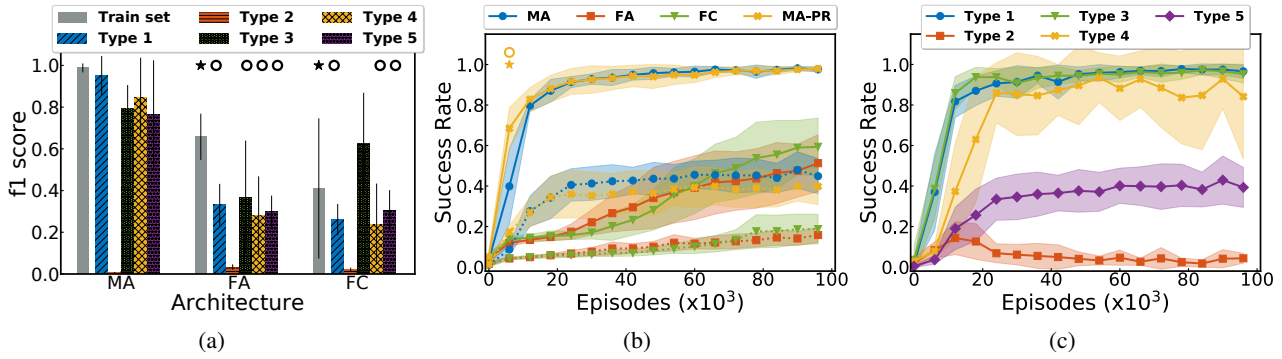 Train set Type 2 Type 4
Type 1 Type 3 Type 5
f1 score
1.0
0.8
0.6
0.4
0.2
0.0
MA FA FC
Architecture
(a)
MA FA FC MA-PR
Success Rate
1.0
0.8
0.6
0.4
0.2
0.0
0 20 40 60 80 100
Episodes (x10³)
(b)
Type 1 Type 3 Type 5
Type 2 Type 4
Success Rate
1.0
0.8
0.6
0.4
0.2
0.0
0 20 40 60 80 100
Episodes (x10³)
(c)